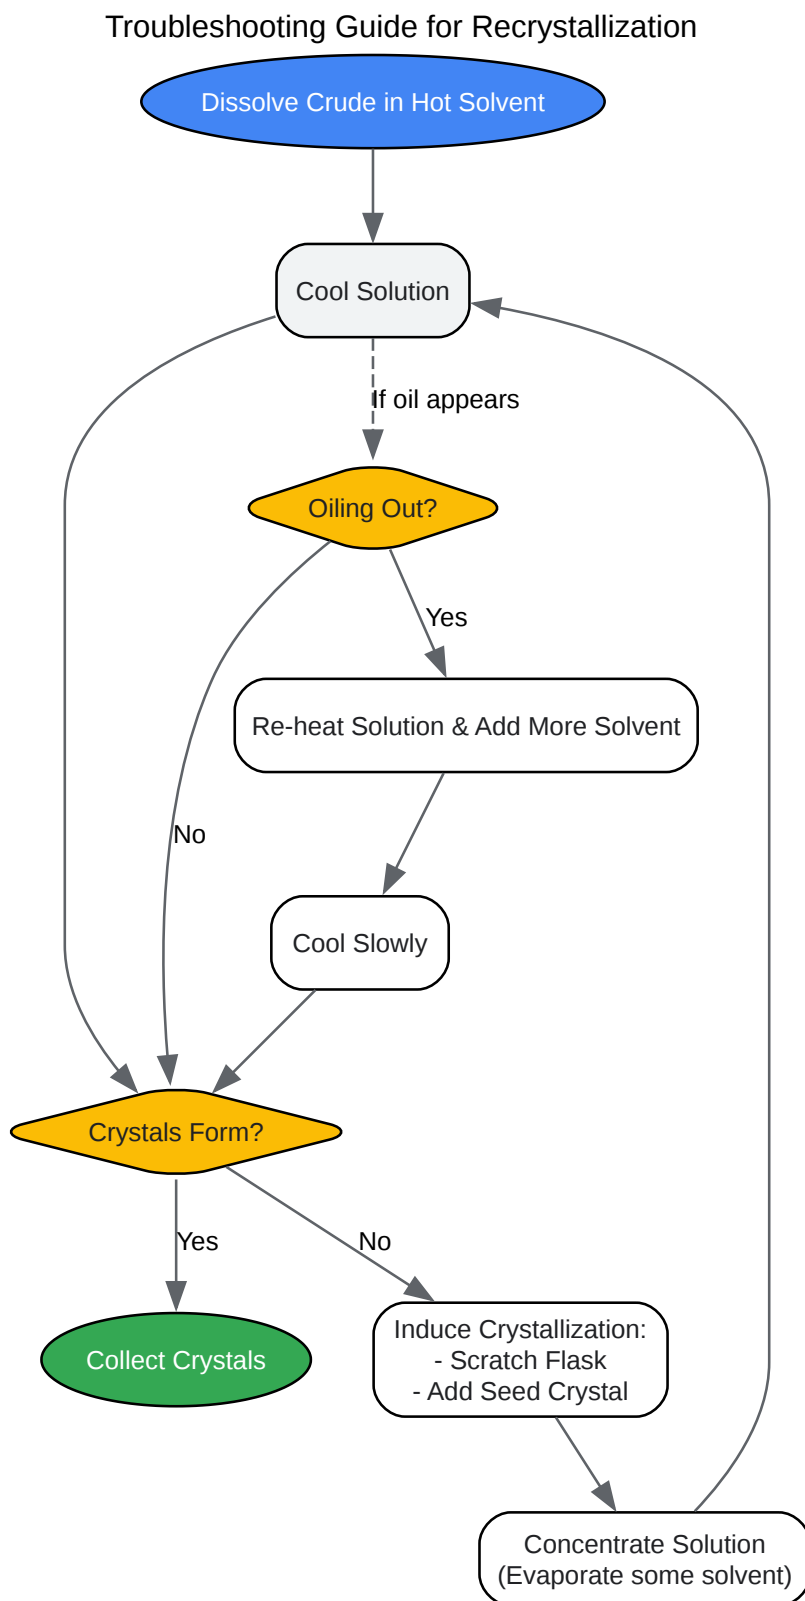 Troubleshooting Guide for Recrystallization
Dissolve Crude in Hot Solvent
Cool Solution
If oil appears
Oiling Out?
Yes
Re-heat Solution & Add More Solvent
No
Cool Slowly
Crystals Form?
Yes
No
Collect Crystals
Induce Crystallization:
- Scratch Flask
- Add Seed Crystal
Concentrate Solution
(Evaporate some solvent)